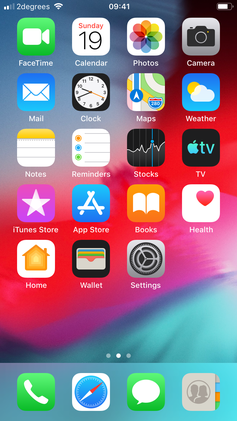 2degrees 09:41
FaceTime Sunday 19 Calendar Photos Camera
Mail Clock Maps 280 Weather
Notes Reminders Stocks tv TV
iTunes Store App Store Books Health
Home Wallet Settings